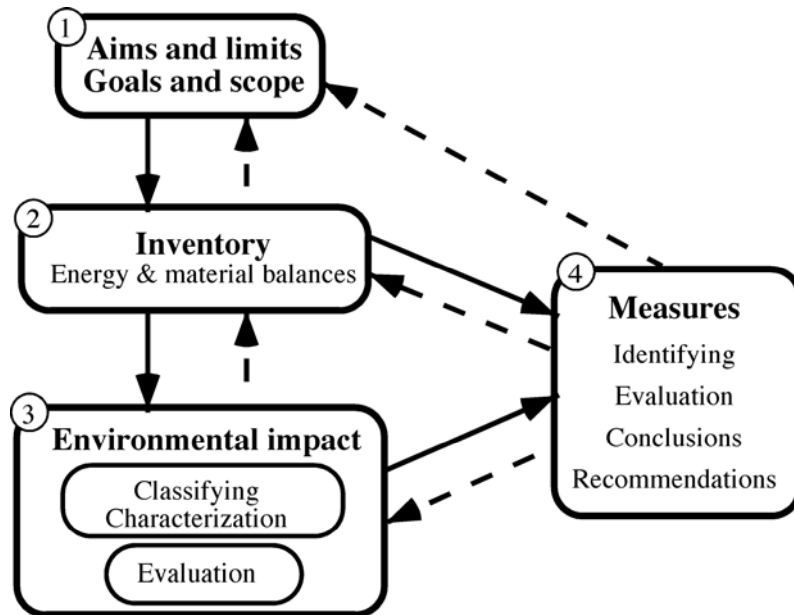 1
Aims and limits
Goals and scope
2
Inventory
Energy & material balances
3
Environmental impact
Classifying
Characterization
Evaluation
4
Measures
Identifying
Evaluation
Conclusions
Recommendations